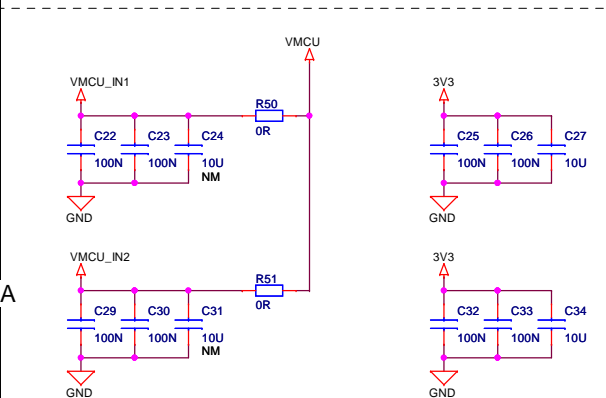 VMCU
VMCU_IN1
3V3
R50
0R
C22
C23
C24
100N
100N
10U
NM
C25
C26
C27
100N
100N
10U
GND
GND
VMCU_IN2
3V3
R51
0R
A
C29
C30
C31
100N
100N
10U
NM
C32
C33
C34
100N
100N
10U
GND
GND